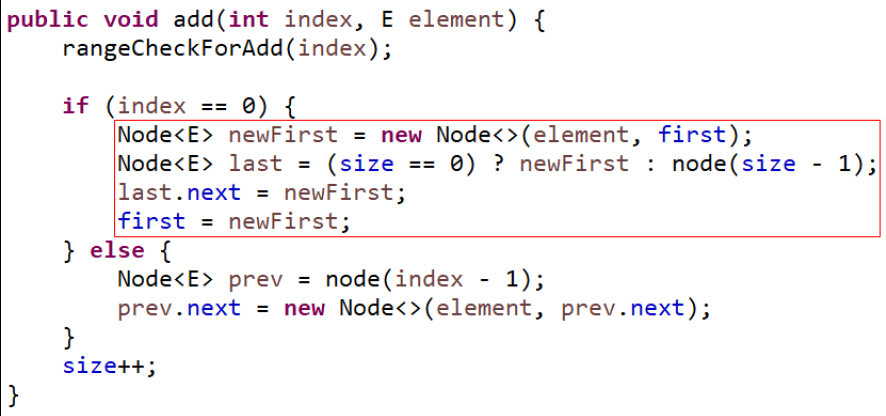 public void add(int index, E element) {
    rangeCheckForAdd(index);

    if (index == 0) {
        Node<E> newFirst = new Node<>(element, first);
        Node<E> last = (size == 0) ? newFirst : node(size - 1);
        last.next = newFirst;
        first = newFirst;
    } else {
        Node<E> prev = node(index - 1);
        prev.next = new Node<>(element, prev.next);
    }
    size++;
}